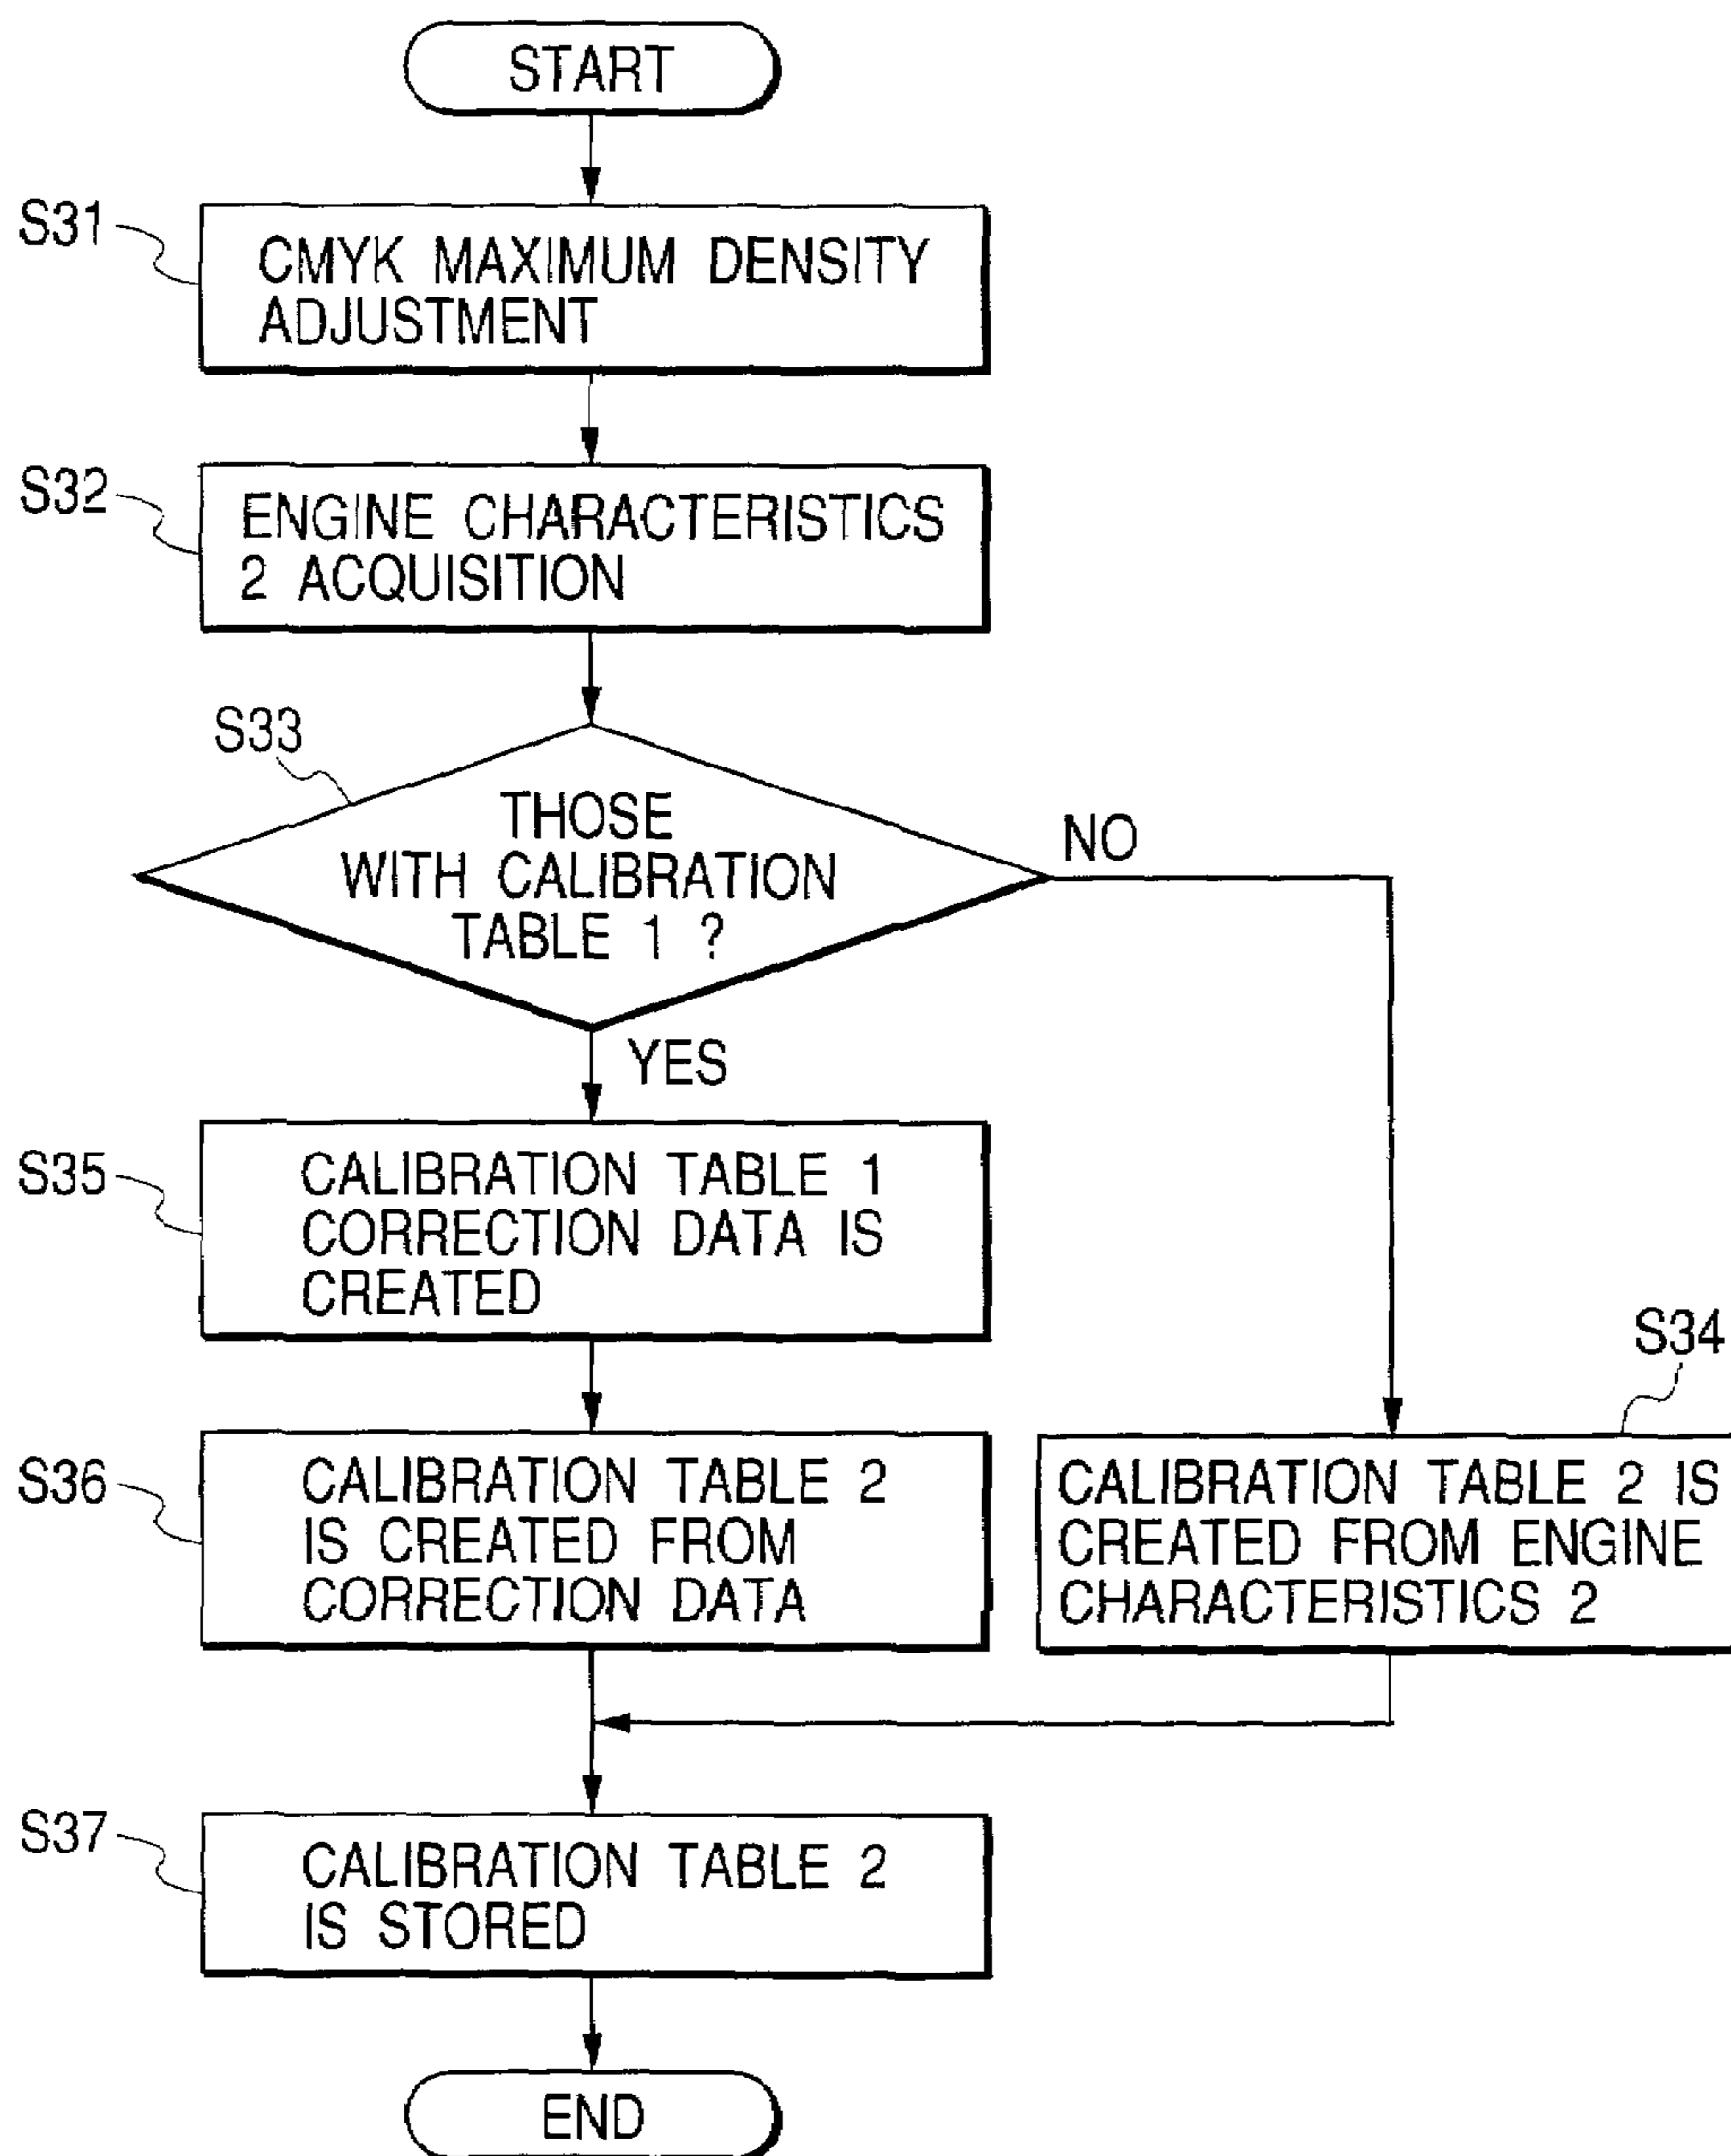 START
S31
CMYK MAXIMUM DENSITY
ADJUSTMENT
S32
ENGINE CHARACTERISTICS
2 ACQUISITION
S33
THOSE
WITH CALIBRATION
TABLE 1 ?
NO
YES
S35
CALIBRATION TABLE 1
CORRECTION DATA IS
CREATED
S36
CALIBRATION TABLE 2
IS CREATED FROM
CORRECTION DATA
S34
CALIBRATION TABLE 2 IS
CREATED FROM ENGINE
CHARACTERISTICS 2
S37
CALIBRATION TABLE 2
IS STORED
END